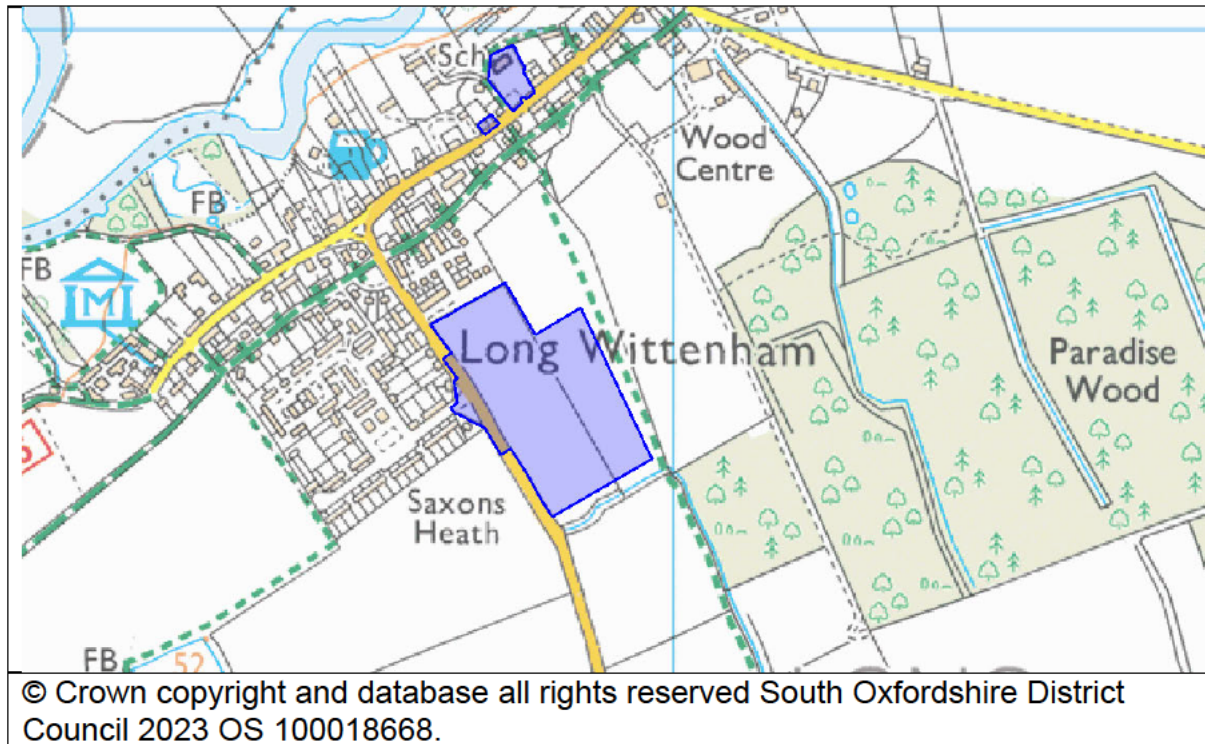 Sch
Wood
Centre
FB
FB
M
Long Wittenham
Paradise
Wood
Saxons
Heath
FB
52
© Crown copyright and database all rights reserved South Oxfordshire District
Council 2023 OS 100018668.